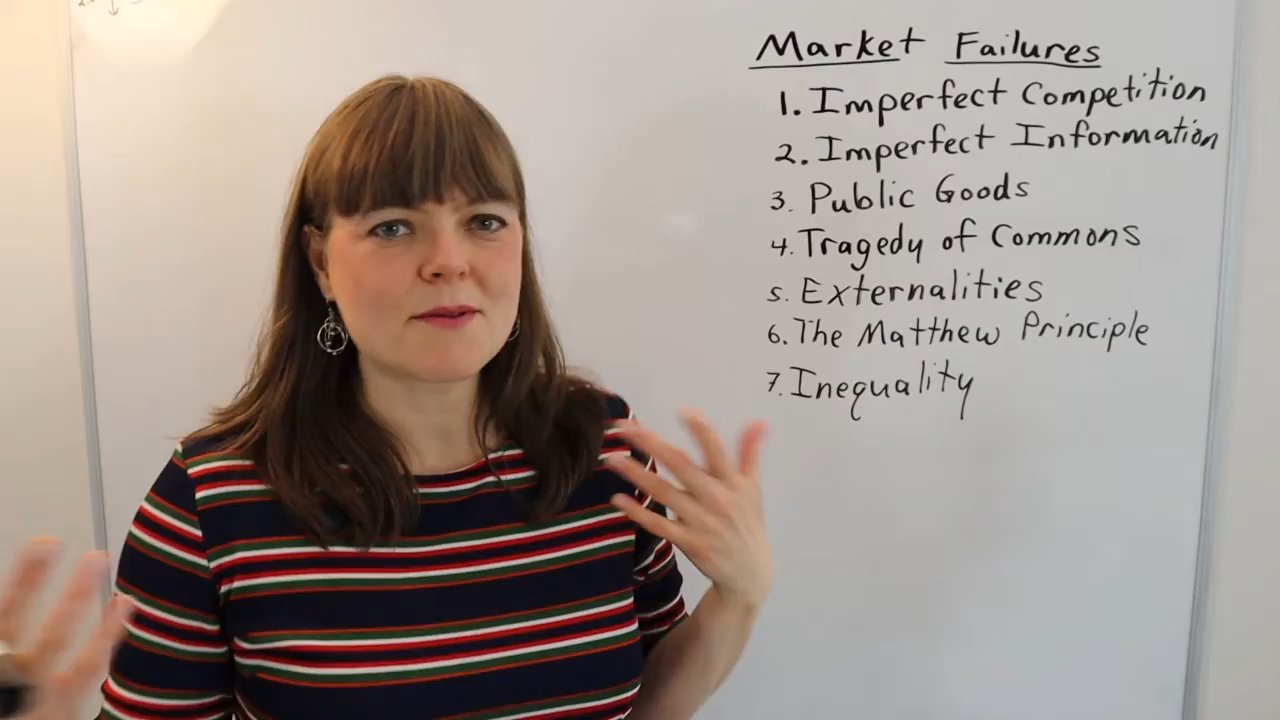 Market Failures
1. Imperfect Competition
2. Imperfect Information
3. Public Goods
4. Tragedy of Commons
5. Externalities
6. The Matthew Principle
7. Inequality